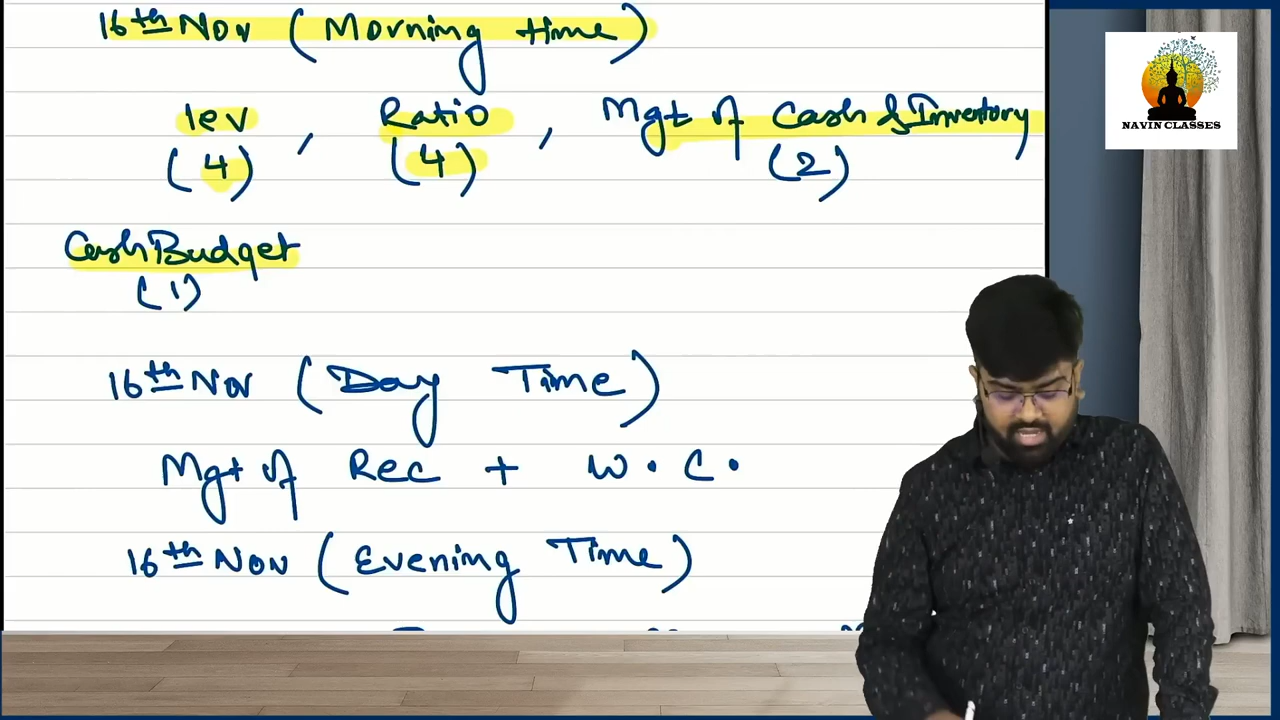 16th Nov (Morning time)
NAVIN CLASSES
lev , Ratio , Mgt of Cash & Inventory
(4) (4) (2)
Cash Budget
(1)
16th Nov (Day Time)
Mgt of Rec + W.C.
16th Nov (Evening Time)